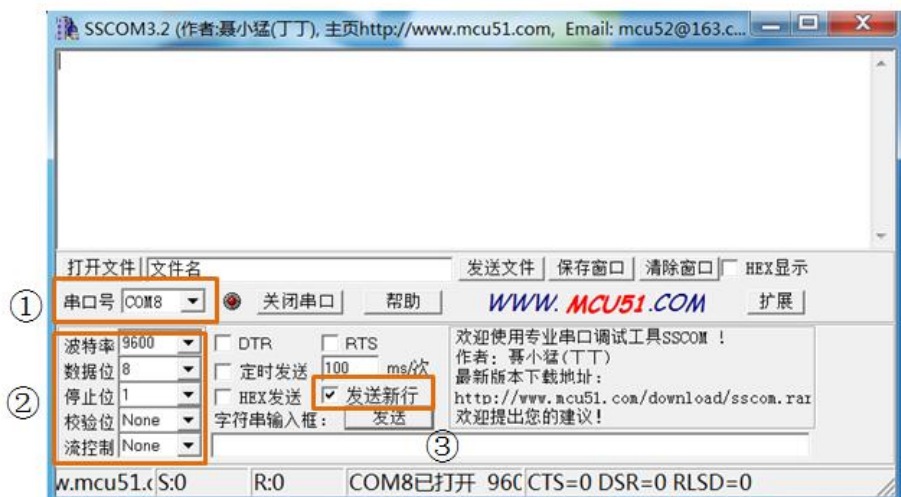 SSCOM3.2 (作者:聂小猛(丁丁), 主页http://www.mcu51.com, Email: mcu52@163.c...
打开文件 文件名 发送文件 保存窗口 清除窗口 HEX显示
① 串口号 COM8 关闭串口 帮助 WWW. MCU51.COM 扩展
②
波特率 9600 DTR RTS
数据位 8 定时发送 100 ms/次
停止位 1 HEX发送 发送新行
校验位 None 字符串输入框: 发送
流控制 None
③
欢迎使用专业串口调试工具SSCOM !
作者: 聂小猛(丁丁)
最新版本下载地址:
http://www.mcu51.com/download/sscom.rar
欢迎提出您的建议!
w.mcu51.c S:0 R:0 COM8已打开 960 CTS=0 DSR=0 RLSD=0